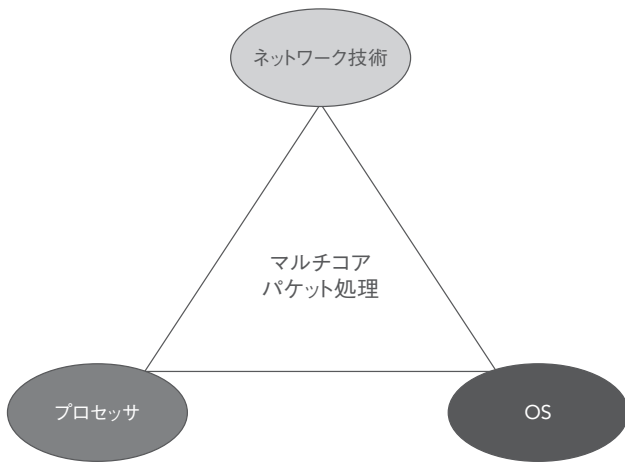 ネットワーク技術
マルチコア
パケット処理
プロセッサ
OS